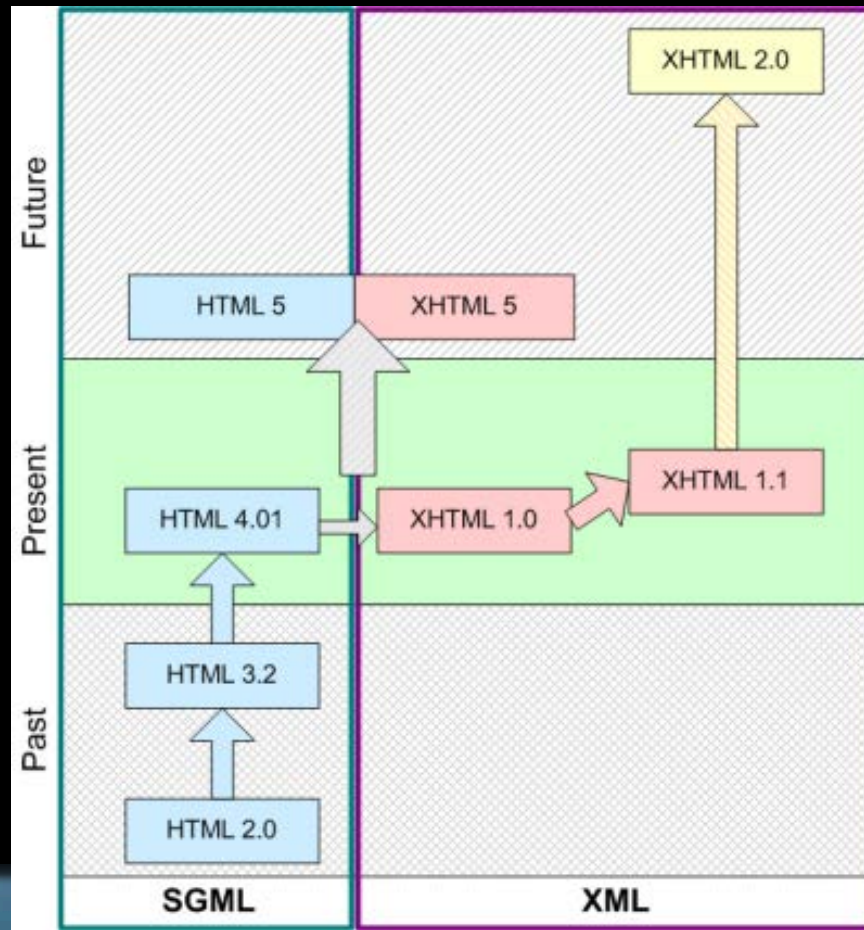 Future
XHTML 2.0
HTML 5
XHTML 5
Present
XHTML 1.1
HTML 4.01
XHTML 1.0
Past
HTML 3.2
HTML 2.0
SGML
XML